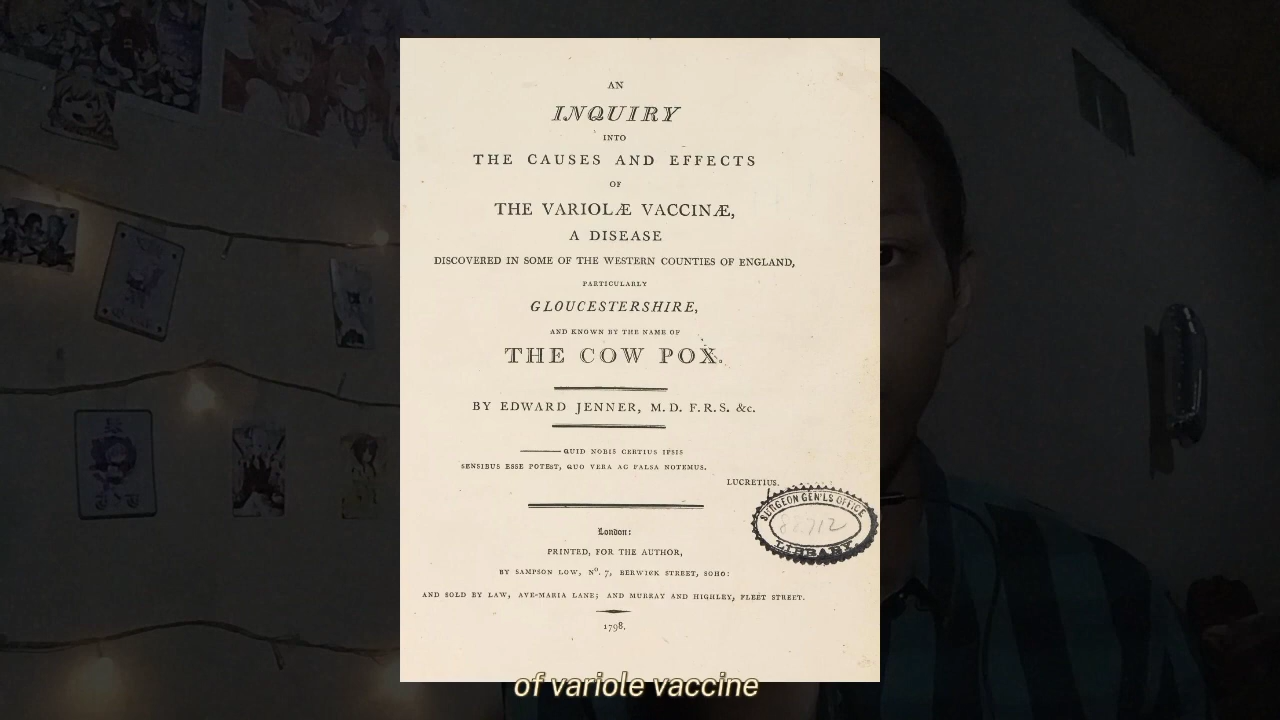 AN
INQUIRY
INTO
THE CAUSES AND EFFECTS
OF
THE VARIOLÆ VACCINÆ,
A DISEASE
DISCOVERED IN SOME OF THE WESTERN COUNTIES OF ENGLAND,
PARTICULARLY
GLOUCESTERSHIRE,
AND KNOWN BY THE NAME OF
THE COW POX.
BY EDWARD JENNER, M.D. F.R.S. &c.
QUID NOBIS CERTIUS IPSIS
SENSIBUS ESSE POTEST, QUO VERA AC FALSA NOTEMUS.
LUCRETIUS.
SURGEON GEN'LS OFFICE
LIBRARY.
London:
PRINTED, FOR THE AUTHOR,
BY SAMPSON LOW, No. 7, BERWICK STREET, SOHO:
AND SOLD BY LAW, AVE-MARIA LANE; AND MURRAY AND HIGHLEY, FLEET STREET.
1798.
of variole vaccine